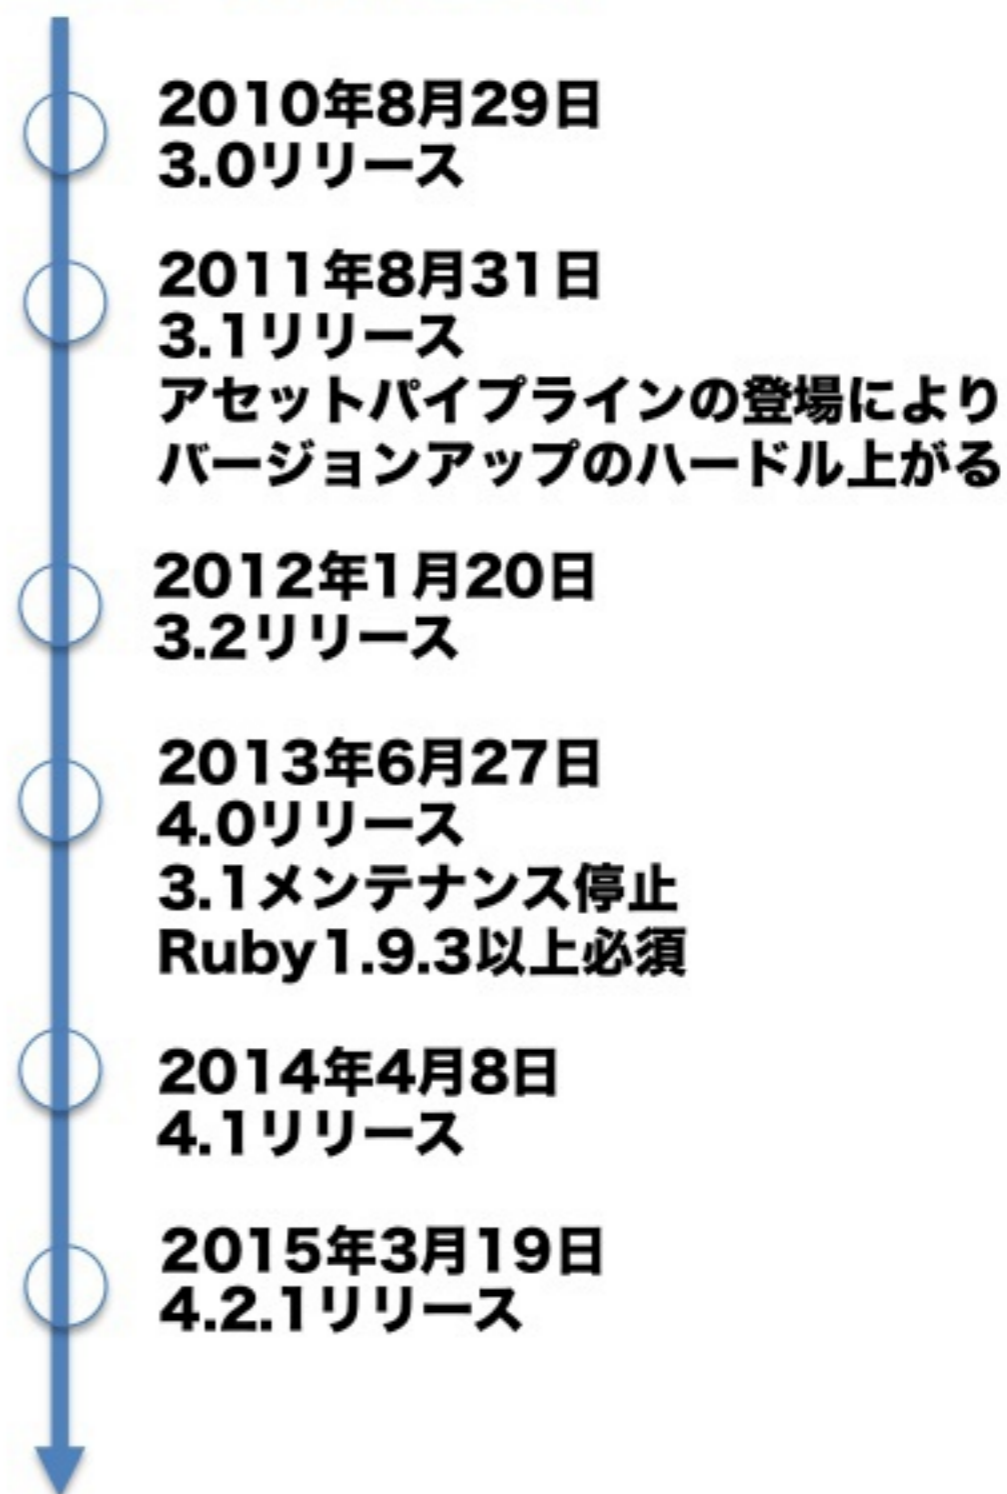 2010年8月29日
3.0リリース
2011年8月31日
3.1リリース
アセットパイプラインの登場により
バージョンアップのハードル上がる
2012年1月20日
3.2リリース
2013年6月27日
4.0リリース
3.1メンテナンス停止
Ruby1.9.3以上必須
2014年4月8日
4.1リリース
2015年3月19日
4.2.1リリース